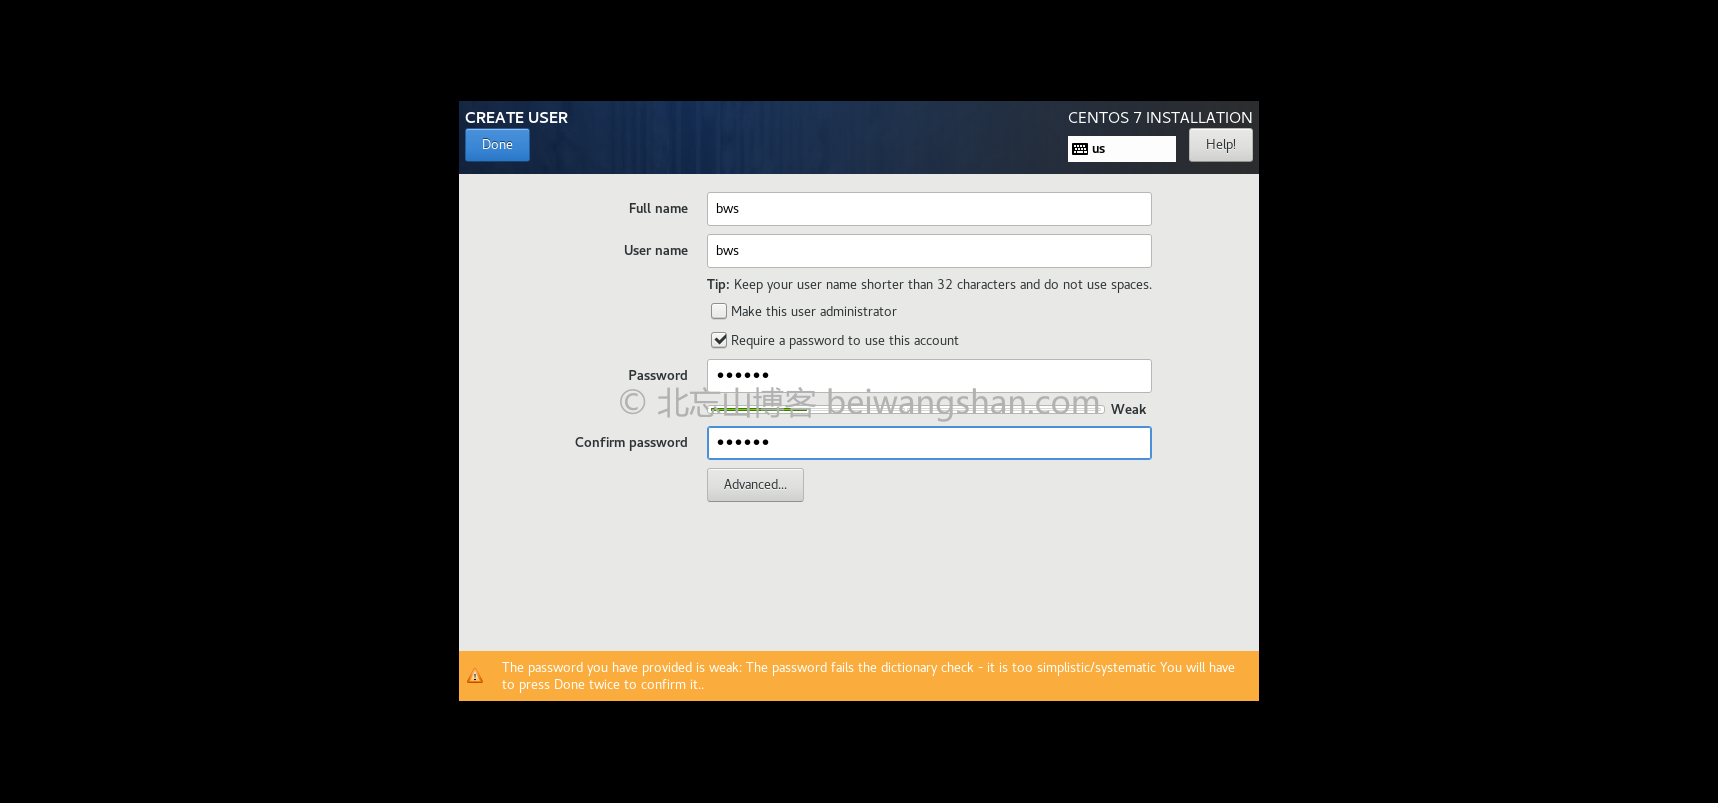 CREATE USER
CENTOS 7 INSTALLATION
Done
us
Help!
Full name
bws
User name
bws
Tip: Keep your user name shorter than 32 characters and do not use spaces.
Make this user administrator
Require a password to use this account
Password
••••••
© 北忘山博客 beiwangshan.com
Weak
Confirm password
••••••
Advanced...
The password you have provided is weak: The password fails the dictionary check - it is too simplistic/systematic You will have
to press Done twice to confirm it..